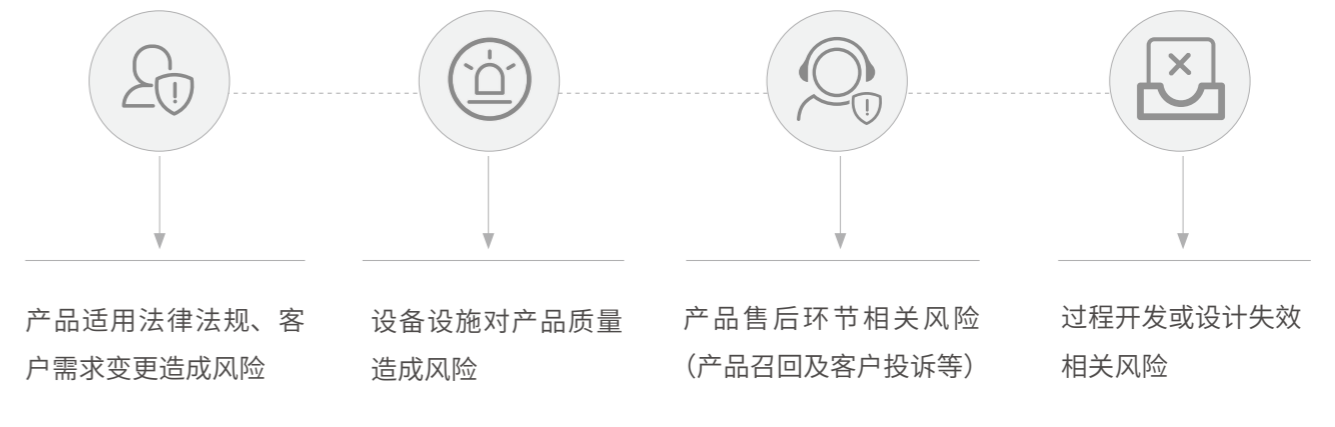 产品适用法律法规、客
户需求变更造成风险
设备设施对产品质量
造成风险
产品售后环节相关风险
（产品召回及客户投诉等）
过程开发或设计失效
相关风险